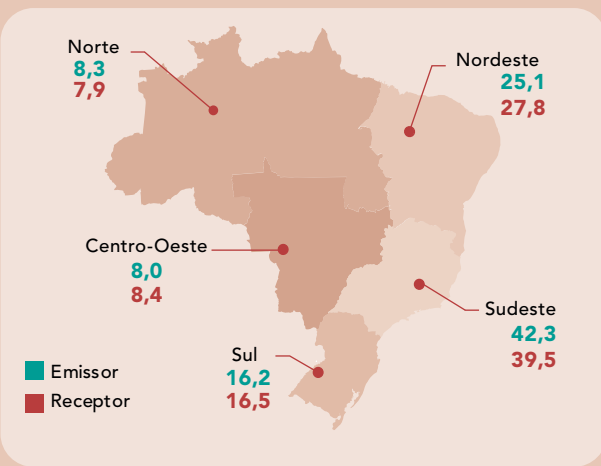 Norte
8,3
7,9
Nordeste
25,1
27,8
Centro-Oeste
8,0
8,4
Sudeste
42,3
39,5
Sul
16,2
16,5
Emissor
Receptor